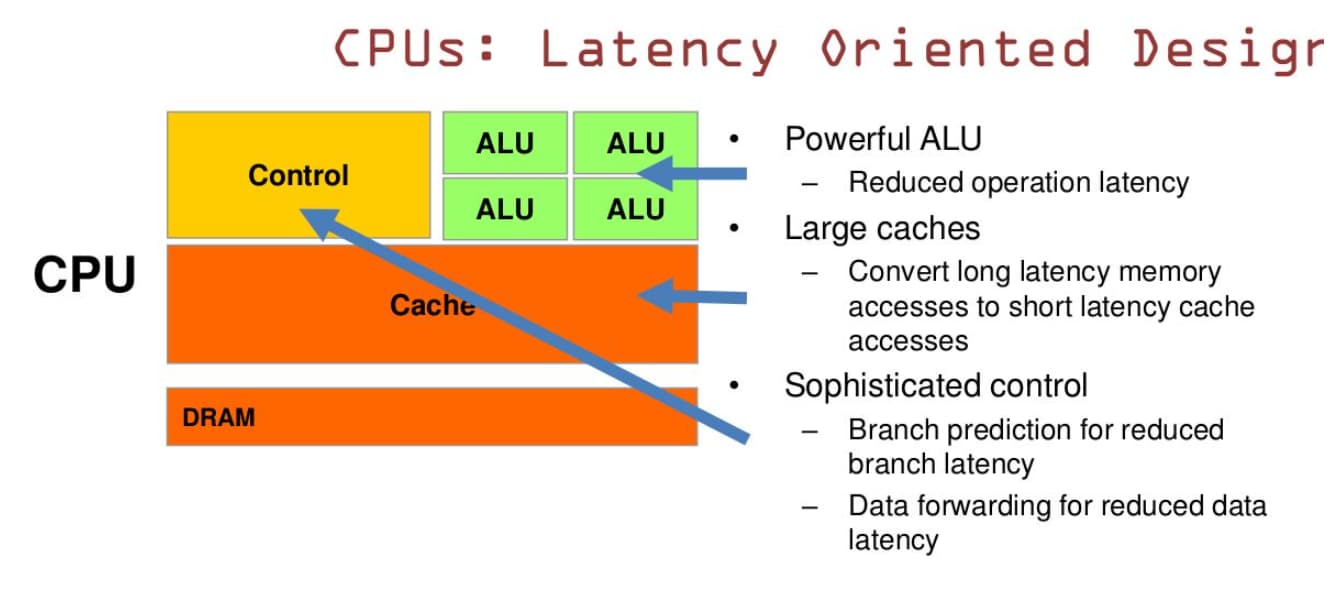 CPUs: Latency Oriented Design
Control
ALU
ALU
ALU
ALU
CPU
Cache
DRAM
• Powerful ALU
– Reduced operation latency
• Large caches
– Convert long latency memory
accesses to short latency cache
accesses
• Sophisticated control
– Branch prediction for reduced
branch latency
– Data forwarding for reduced data
latency